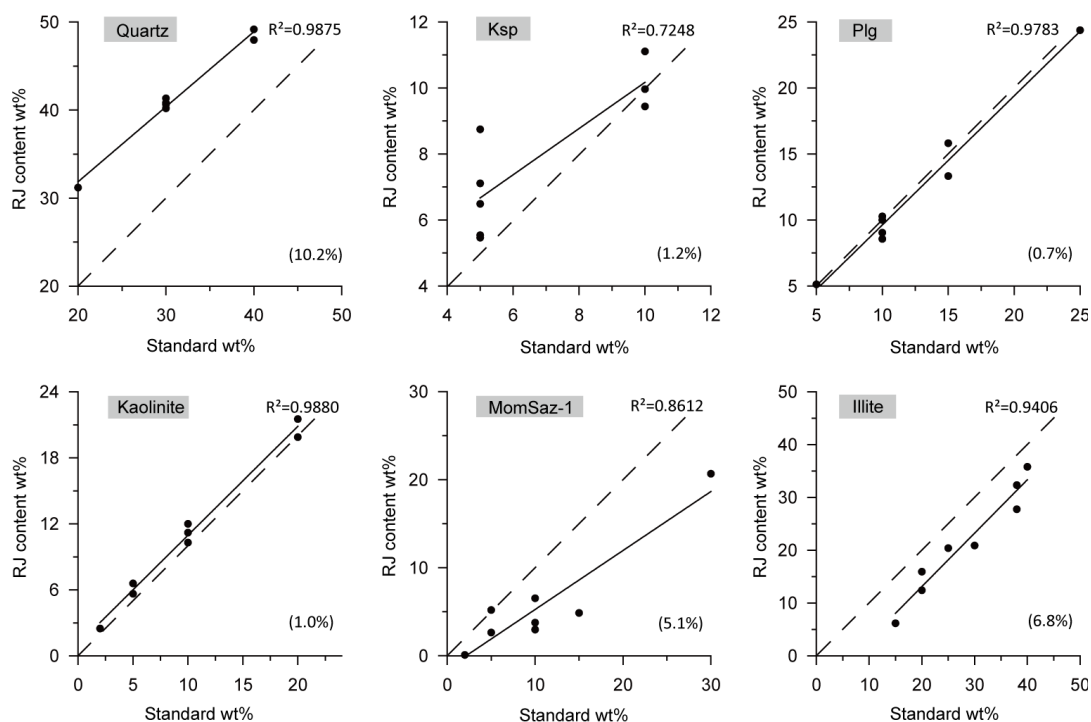 Quartz
R²=0.9875
50
40
30
20
RJ content wt%
(10.2%)
20 30 40 50
Standard wt%
Ksp
R²=0.7248
12
10
8
6
4
RJ content wt%
(1.2%)
4 6 8 10 12
Standard wt%
Plg
R²=0.9783
25
20
15
10
5
RJ content wt%
(0.7%)
5 10 15 20 25
Standard wt%
Kaolinite
R²=0.9880
24
18
12
6
0
RJ content wt%
(1.0%)
0 5 10 15 20
Standard wt%
MomSaz-1
R²=0.8612
30
20
10
0
RJ content wt%
(5.1%)
0 10 20 30
Standard wt%
Illite
R²=0.9406
50
40
30
20
10
0
RJ content wt%
(6.8%)
0 10 20 30 40 50
Standard wt%